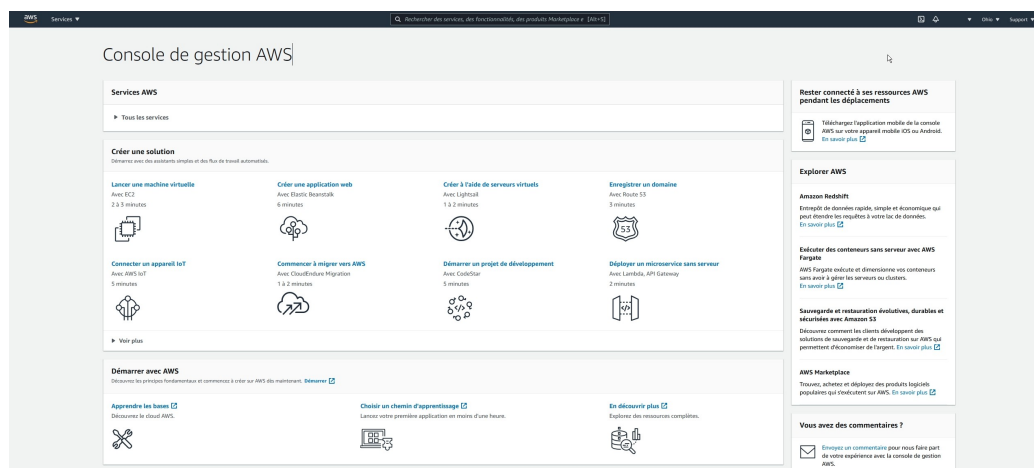 aws
Services ▼
Rechercher des services, des fonctionnalités, des produits Marketplace e [Alt+S]
Ohio ▼
Support ▼
Console de gestion AWS
Services AWS
▶ Tous les services
Créer une solution
Démarrez avec des assistants simples et des flux de travail automatisés.
Lancer une machine virtuelle
Avec EC2
2 à 3 minutes
Créer une application web
Avec Elastic Beanstalk
6 minutes
Créer à l'aide de serveurs virtuels
Avec Lightsail
1 à 2 minutes
Enregistrer un domaine
Avec Route 53
3 minutes
53
Connecter un appareil IoT
Avec AWS IoT
5 minutes
Commencer à migrer vers AWS
Avec CloudEndure Migration
1 à 2 minutes
Démarrer un projet de développement
Avec CodeStar
5 minutes
Déployer un microservice sans serveur
Avec Lambda, API Gateway
2 minutes
▶ Voir plus
Démarrer avec AWS
Découvrez les principes fondamentaux et commencez à créer sur AWS dès maintenant. Démarrer
Apprendre les bases
Découvrez le cloud AWS.
Choisir un chemin d'apprentissage
Lancez votre première application en moins d'une heure.
En découvrir plus
Explorez des ressources complètes.
Rester connecté à ses ressources AWS
pendant les déplacements
Téléchargez l'application mobile de la console
AWS sur votre appareil mobile iOS ou Android.
En savoir plus
Explorer AWS
Amazon Redshift
Entrepôt de données rapide, simple et économique qui
peut étendre les requêtes à votre lac de données.
En savoir plus
Exécuter des conteneurs sans serveur avec AWS
Fargate
AWS Fargate exécute et dimensionne vos conteneurs
sans avoir à gérer les serveurs ou clusters.
En savoir plus
Sauvegarde et restauration évolutives, durables et
sécurisées avec Amazon S3
Découvrez comment les clients développent des
solutions de sauvegarde et de restauration sur AWS qui
permettent d'économiser de l'argent. En savoir plus
AWS Marketplace
Trouvez, achetez et déployez des produits logiciels
populaires qui s'exécutent sur AWS. En savoir plus
Vous avez des commentaires ?
Envoyez un commentaire pour nous faire part
de votre expérience avec la console de gestion
AWS.